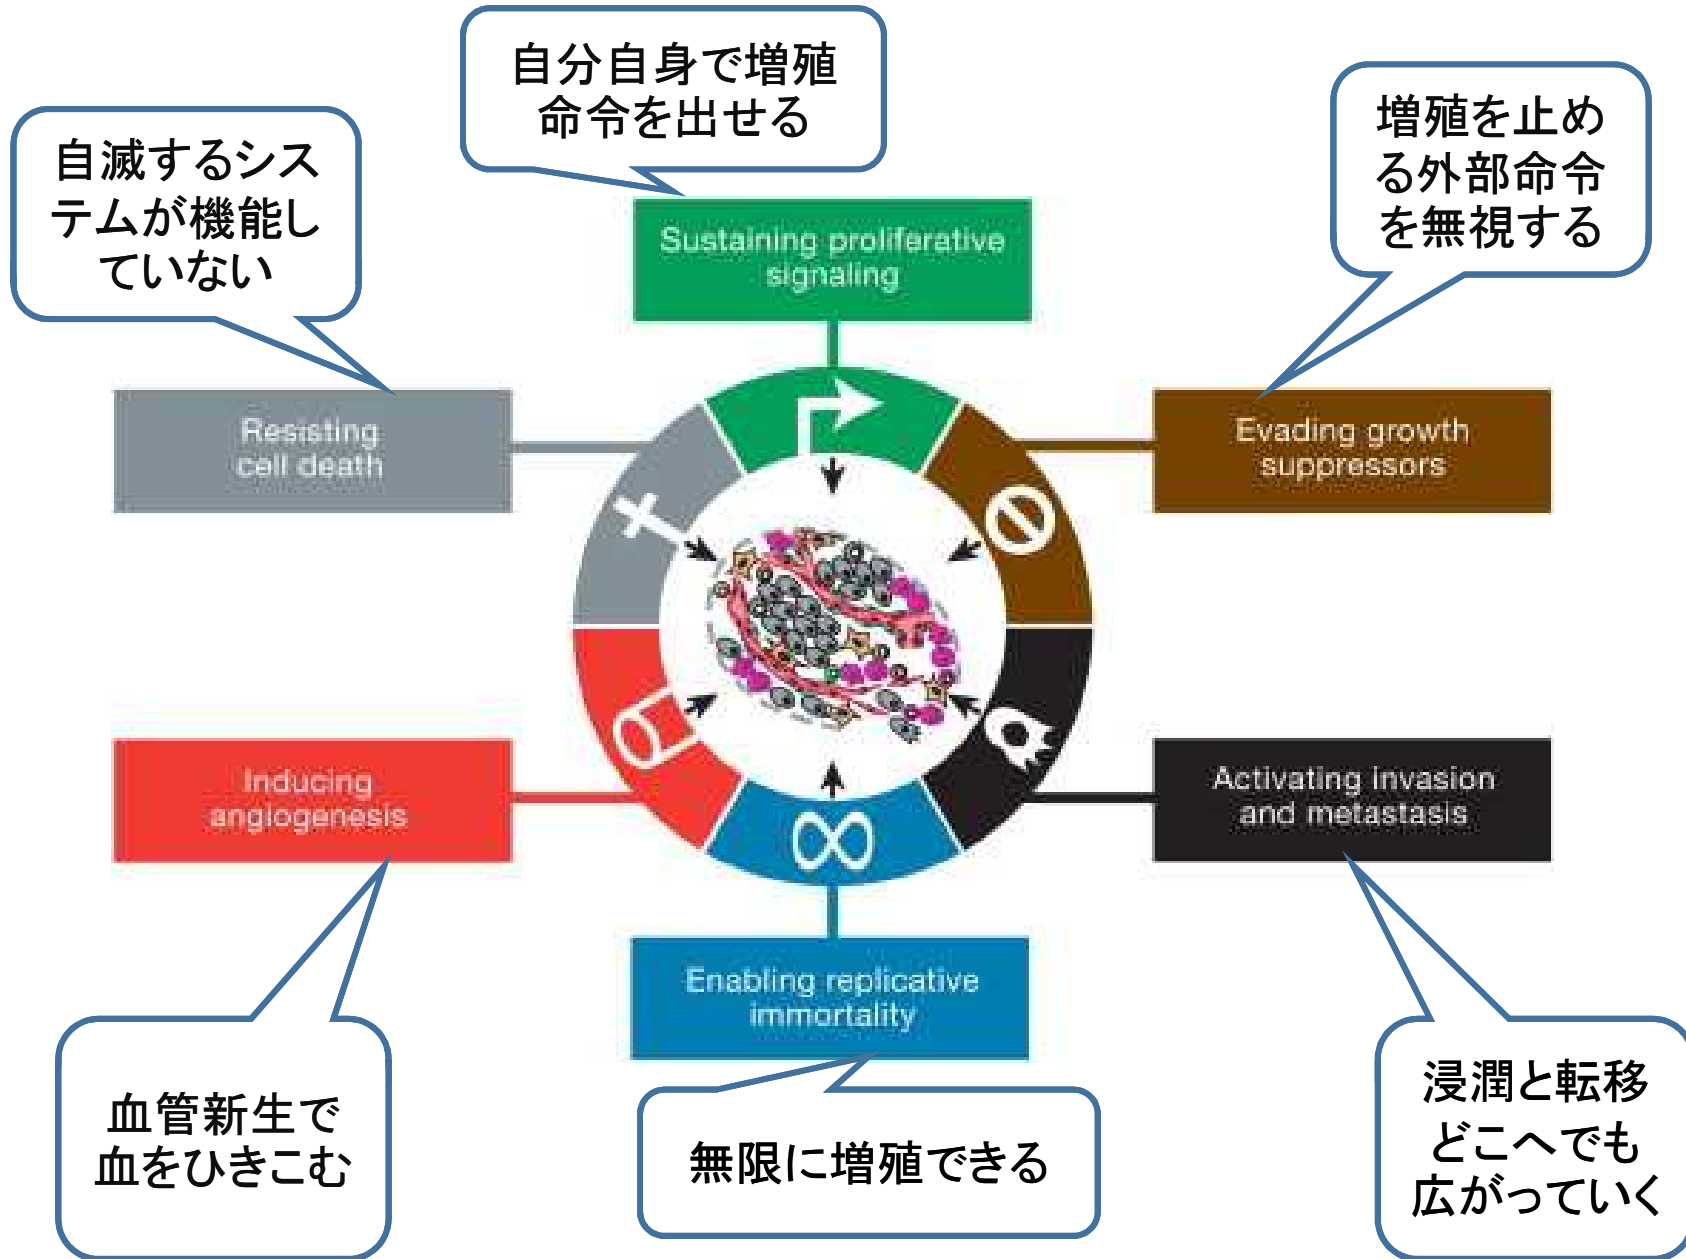 自分自身で増殖
命令を出せる
自滅するシス
テムが機能し
ていない
増殖を止め
る外部命令
を無視する
Sustaining proliferative
signaling
Resisting
cell death
Evading growth
suppressors
Inducing
angiogenesis
Activating invasion
and metastasis
Enabling replicative
immortality
血管新生で
血をひきこむ
無限に増殖できる
浸潤と転移
どこへでも
広がっていく